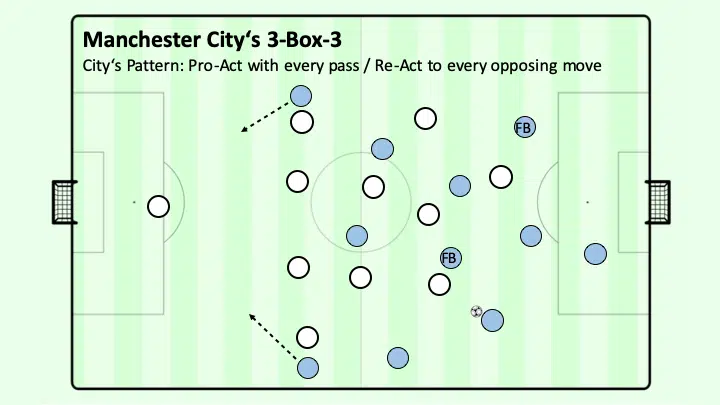 Manchester City‘s 3-Box-3
City‘s Pattern: Pro-Act with every pass / Re-Act to every opposing move
FB
FB